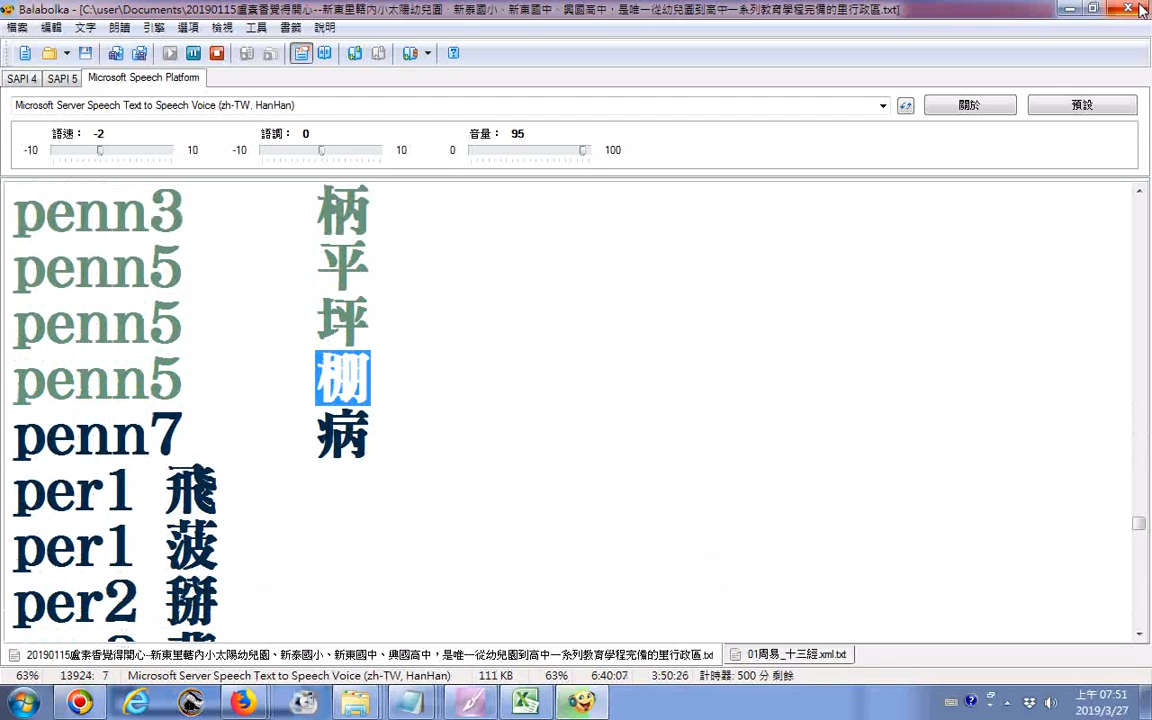 Balabolka - [C:\user\Documents\20190115盧素香覺得開心--新東里轄內小太陽幼兒園、新泰國小、新東國中、興國高中，是唯一從幼兒園到高中一系列教育學程完備的里行政區.txt]
檔案 編輯 文字 朗讀 引擎 選項 檢視 工具 書籤 說明
SAPI 4 SAPI 5 Microsoft Speech Platform
Microsoft Server Speech Text to Speech Voice (zh-TW, HanHan) 關於 預設
語速： -2 語調： 0 音量： 95
-10 10 -10 10 0 100
penn3 柄
penn5 平
penn5 坪
penn5 棚
penn7 病
per1 飛
per1 菠
per2 掰
20190115盧素香覺得開心--新東里轄內小太陽幼兒園、新泰國小、新東國中、興國高中，是唯一從幼兒園到高中一系列教育學程完備的里行政區.txt 01周易_十三經.xml.txt
63% 13924: 7 Microsoft Server Speech Text to Speech Voice (zh-TW, HanHan) 111 KB 63% 6:40:07 3:50:26 計時器: 500 分 剩餘
上午 07:51
2019/3/27